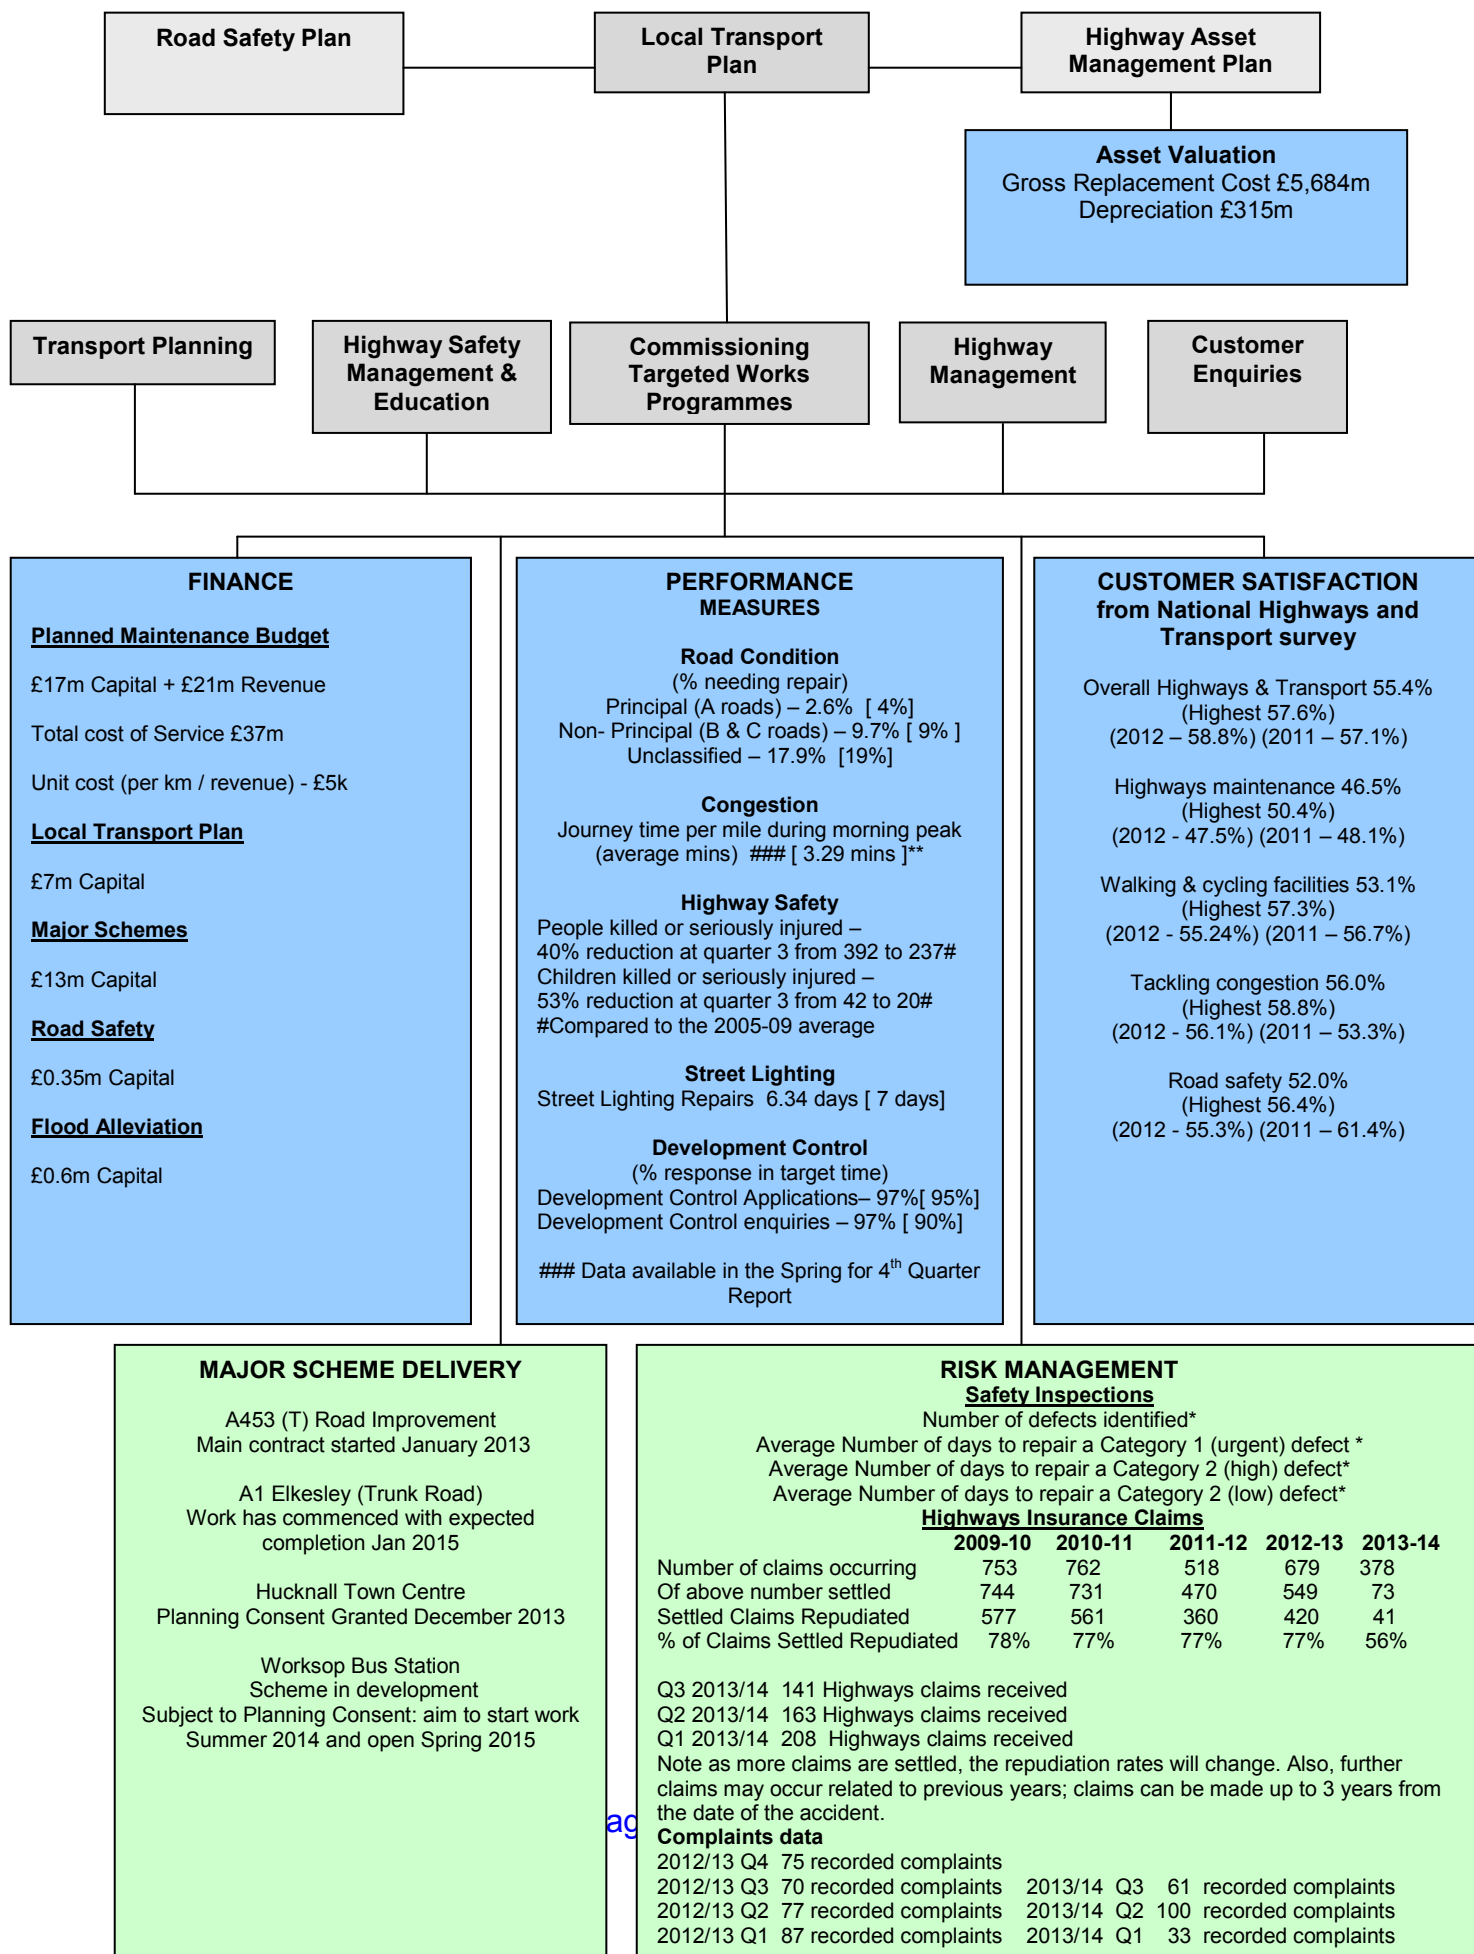 Road Safety Plan
Local Transport
Plan
Highway Asset
Management Plan
Asset Valuation
Gross Replacement Cost £5,684m
Depreciation £315m
Transport Planning
Highway Safety
Management &
Education
Commissioning
Targeted Works
Programmes
Highway
Management
Customer
Enquiries
FINANCE
Planned Maintenance Budget
£17m Capital + £21m Revenue
Total cost of Service £37m
Unit cost (per km / revenue) - £5k
Local Transport Plan
£7m Capital
Major Schemes
£13m Capital
Road Safety
£0.35m Capital
Flood Alleviation
£0.6m Capital
PERFORMANCE
MEASURES
Road Condition
(% needing repair)
Principal (A roads) – 2.6% [ 4%]
Non- Principal (B & C roads) – 9.7% [ 9% ]
Unclassified – 17.9% [19%]
Congestion
Journey time per mile during morning peak
(average mins) ### [ 3.29 mins ]**
Highway Safety
People killed or seriously injured –
40% reduction at quarter 3 from 392 to 237#
Children killed or seriously injured –
53% reduction at quarter 3 from 42 to 20#
#Compared to the 2005-09 average
Street Lighting
Street Lighting Repairs 6.34 days [ 7 days]
Development Control
(% response in target time)
Development Control Applications– 97%[ 95%]
Development Control enquiries – 97% [ 90%]
### Data available in the Spring for 4th Quarter
Report
CUSTOMER SATISFACTION
from National Highways and
Transport survey
Overall Highways & Transport 55.4%
(Highest 57.6%)
(2012 – 58.8%) (2011 – 57.1%)
Highways maintenance 46.5%
(Highest 50.4%)
(2012 - 47.5%) (2011 – 48.1%)
Walking & cycling facilities 53.1%
(Highest 57.3%)
(2012 - 55.24%) (2011 – 56.7%)
Tackling congestion 56.0%
(Highest 58.8%)
(2012 - 56.1%) (2011 – 53.3%)
Road safety 52.0%
(Highest 56.4%)
(2012 - 55.3%) (2011 – 61.4%)
MAJOR SCHEME DELIVERY
A453 (T) Road Improvement
Main contract started January 2013
A1 Elkesley (Trunk Road)
Work has commenced with expected
completion Jan 2015
Hucknall Town Centre
Planning Consent Granted December 2013
Worksop Bus Station
Scheme in development
Subject to Planning Consent: aim to start work
Summer 2014 and open Spring 2015
ag
RISK MANAGEMENT
Safety Inspections
Number of defects identified*
Average Number of days to repair a Category 1 (urgent) defect *
Average Number of days to repair a Category 2 (high) defect*
Average Number of days to repair a Category 2 (low) defect*
Highways Insurance Claims
2009-10 2010-11 2011-12 2012-13 2013-14
Number of claims occurring 753 762 518 679 378
Of above number settled 744 731 470 549 73
Settled Claims Repudiated 577 561 360 420 41
% of Claims Settled Repudiated 78% 77% 77% 77% 56%
Q3 2013/14 141 Highways claims received
Q2 2013/14 163 Highways claims received
Q1 2013/14 208 Highways claims received
Note as more claims are settled, the repudiation rates will change. Also, further
claims may occur related to previous years; claims can be made up to 3 years from
the date of the accident.
Complaints data
2012/13 Q4 75 recorded complaints
2012/13 Q3 70 recorded complaints 2013/14 Q3 61 recorded complaints
2012/13 Q2 77 recorded complaints 2013/14 Q2 100 recorded complaints
2012/13 Q1 87 recorded complaints 2013/14 Q1 33 recorded complaints